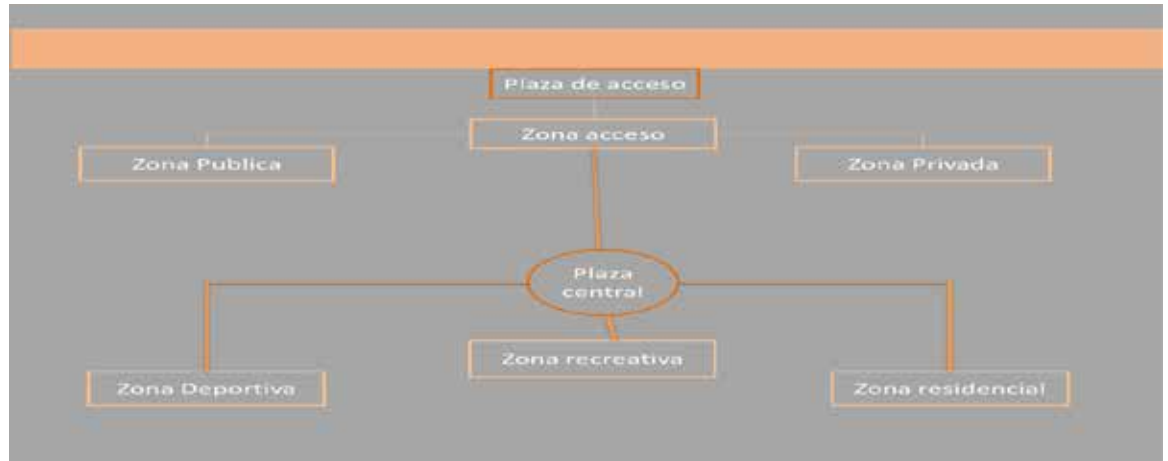 Plaza de acceso
Zona acceso
Zona Publica
Zona Privada
Plaza
central
Zona recreativa
Zona Deportiva
Zona residencial